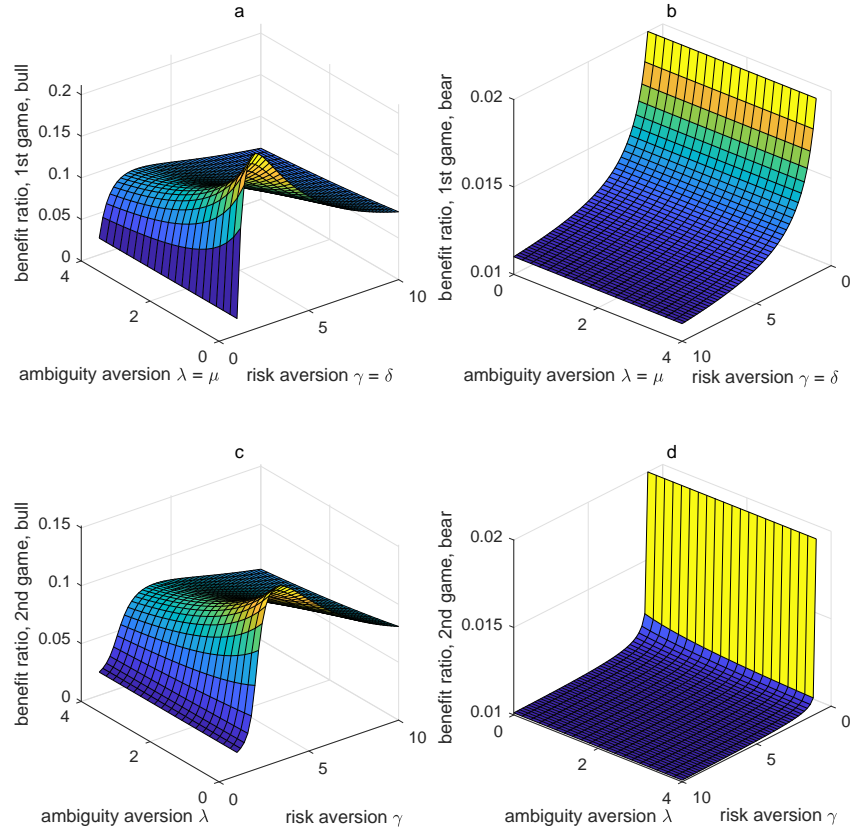 a
benefit ratio, 1st game, bull
0.2
0.15
0.1
0.05
0
4
2
0
0
5
10
ambiguity aversion λ = μ
risk aversion γ = δ
b
benefit ratio, 1st game, bear
0.02
0.015
0.01
0
2
4
10
5
0
ambiguity aversion λ = μ
risk aversion γ = δ
c
benefit ratio, 2nd game, bull
0.15
0.1
0.05
0
4
2
0
0
5
10
ambiguity aversion λ
risk aversion γ
d
benefit ratio, 2nd game, bear
0.02
0.015
0.01
0
2
4
10
5
0
ambiguity aversion λ
risk aversion γ